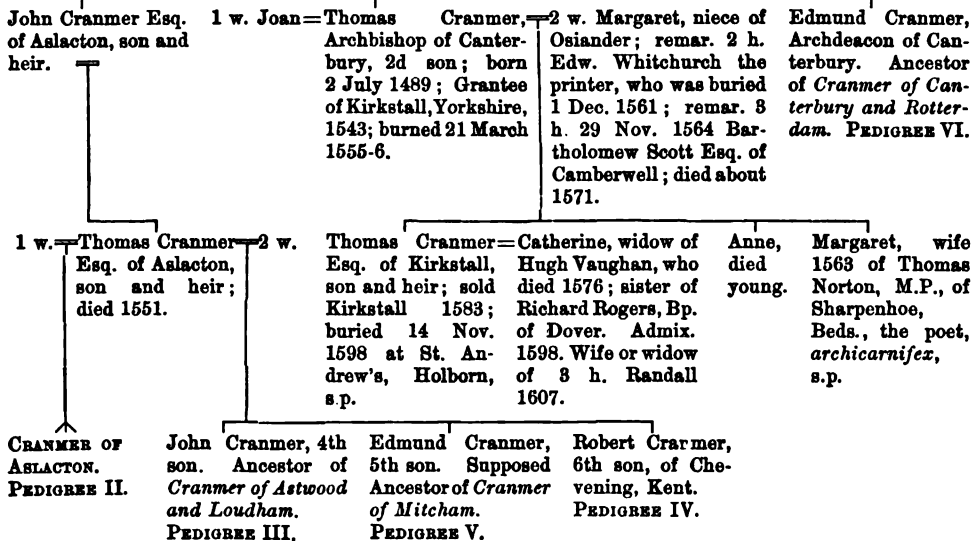 John Cranmer Esq.
of Aslacton, son and
heir.
1 w. Joan=Thomas Cranmer,
Archbishop of Canter-
bury, 2d son; born
2 July 1489; Grantee
of Kirkstall, Yorkshire,
1543; burned 21 March
1555-6.
2 w. Margaret, niece of
Osiander; remar. 2 h.
Edw. Whitchurch the
printer, who was buried
1 Dec. 1561; remar. 3
h. 29 Nov. 1564 Bar-
tholomew Scott Esq. of
Camberwell; died about
1571.
Edmund Cranmer,
Archdeacon of Can-
terbury. Ancestor
of Cranmer of Can-
terbury and Rotter-
dam. PEDIGREE VI.
1 w.=Thomas Cranmer=2 w.
Esq. of Aslacton,
son and heir;
died 1551.
Thomas Cranmer=
Esq. of Kirkstall,
son and heir; sold
Kirkstall 1583;
buried 14 Nov.
1598 at St. An-
drew's, Holborn,
s.p.
Catherine, widow of
Hugh Vaughan, who
died 1576; sister of
Richard Rogers, Bp.
of Dover. Admix.
1598. Wife or widow
of 3 h. Randall
1607.
Anne,
died
young.
Margaret, wife
1563 of Thomas
Norton, M.P., of
Sharpenhoe,
Beds., the poet,
archicarnifex,
s.p.
CRANMER OF
ASLACTON.
PEDIGREE II.
John Cranmer, 4th
son. Ancestor of
Cranmer of Astwood
and Loudham.
PEDIGREE III.
Edmund Cranmer,
5th son. Supposed
Ancestor of Cranmer
of Mitcham.
PEDIGREE V.
Robert Cranmer,
6th son, of Che-
vening, Kent.
PEDIGREE IV.